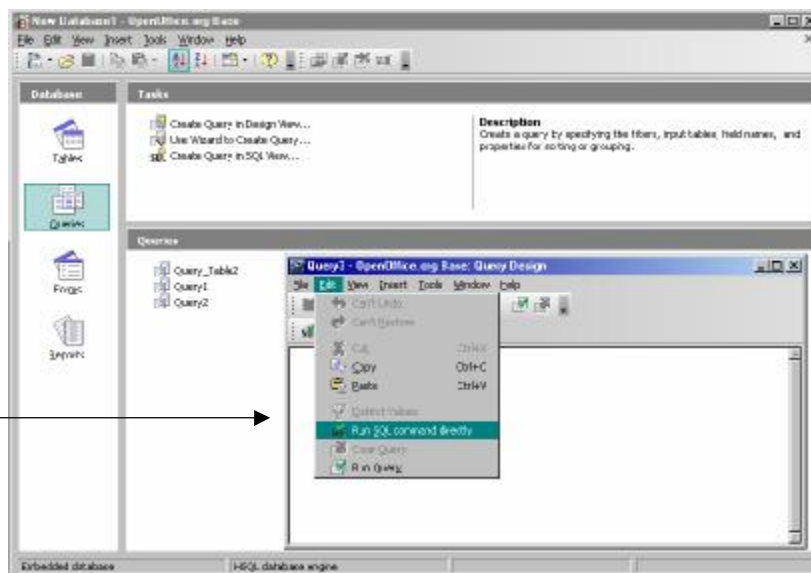 New Database1 - OpenOffice.org Base
File Edit View Insert Tools Window Help
Database
Tasks
Tables
Queries
Forms
Reports
Create Query in Design View...
Use Wizard to Create Query...
Create Query in SQL View...
Description
Create a query by specifying the filters, input tables, field names, and
properties for sorting or grouping.
Queries
Query_Table2
Query1
Query2
Query3 - OpenOffice.org Base: Query Design
File Edit View Insert Tools Window Help
Can't Undo
Can't Restore
Cut Ctrl+X
Copy Ctrl+C
Paste Ctrl+V
Distinct Values
Run SQL command directly
Clear Query
Run Query
Embedded database
HSQL database engine